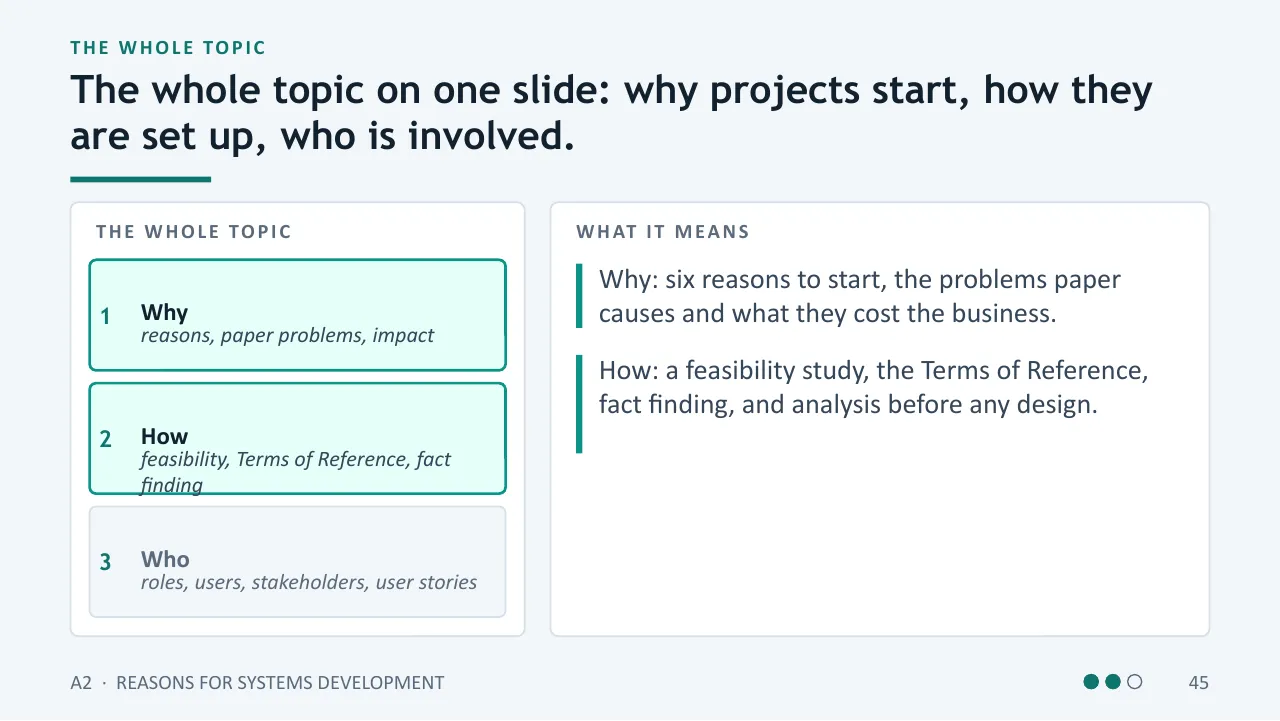 THE WHOLE TOPIC
The whole topic on one slide: why projects start, how they
are set up, who is involved.
THE WHOLE TOPIC
1
Why
reasons, paper problems, impact
2
How
feasibility, Terms of Reference, fact
finding
3
Who
roles, users, stakeholders, user stories
WHAT IT MEANS
Why: six reasons to start, the problems paper
causes and what they cost the business.
How: a feasibility study, the Terms of Reference,
fact finding, and analysis before any design.
A2 · REASONS FOR SYSTEMS DEVELOPMENT
45